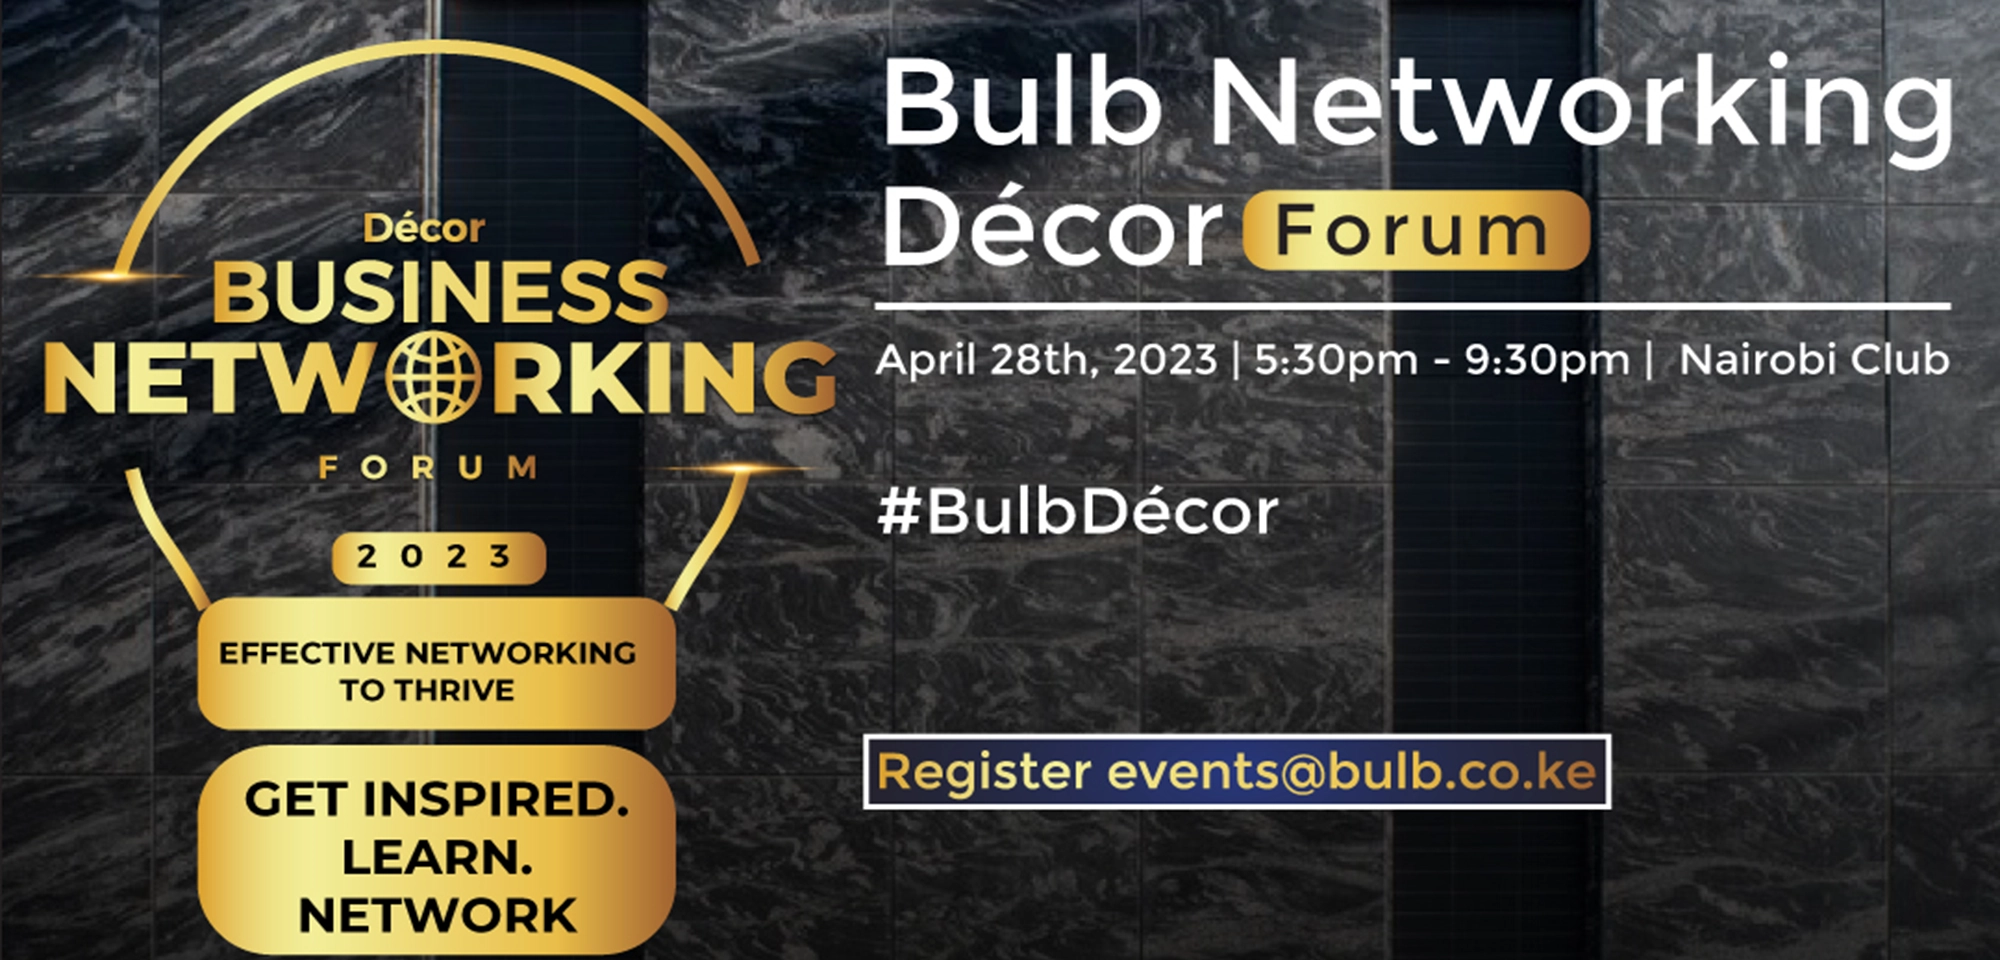 Décor
BUSINESS
NETWORKING
FORUM
2023
EFFECTIVE NETWORKING
TO THRIVE
GET INSPIRED.
LEARN.
NETWORK
Bulb Networking
Décor Forum
April 28th, 2023 | 5:30pm - 9:30pm | Nairobi Club
#BulbDécor
Register events@bulb.co.ke